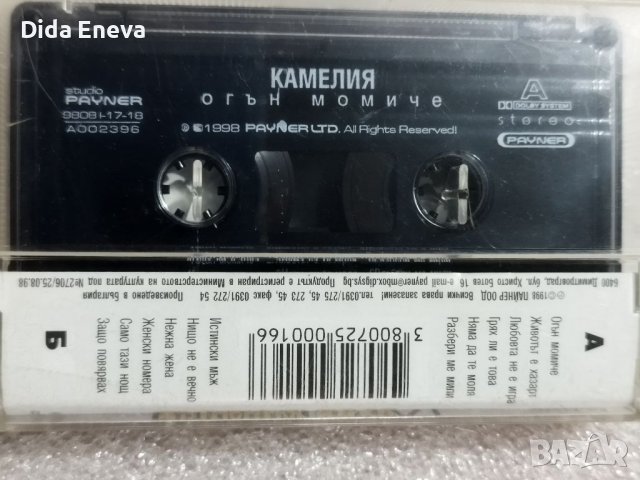 Dida Eneva
studio
PAYNER
98081-17-18
A002396
КАМЕЛИЯ
огън момиче
℗©1998 PAYNER LTD. All Rights Reserved!
A
DOLBY SYSTEM
stereo
PAYNER
А
Огън момиче
Животът е хазарт
Любовта не е игра
Грях ли е това
Няма да те моля
Разбери ме мили
3 800725 000166
Истински мъж
Нищо не е вечно
Нежна жена
Женски номера
Само тази нощ
Защо повярвах
Б
℗©1998 ПАЙНЕР ООД Всички права запазени!
Произведено в България
6400 Димитровград, бул. Христо Ботев 16 e-mail: payner@mbox.digsys.bg
тел. 0391/275 45, 273 45, факс 0391/272 54
Продуктът е регистриран в Министерството на културата под №2706/25.08.98
BAZAR